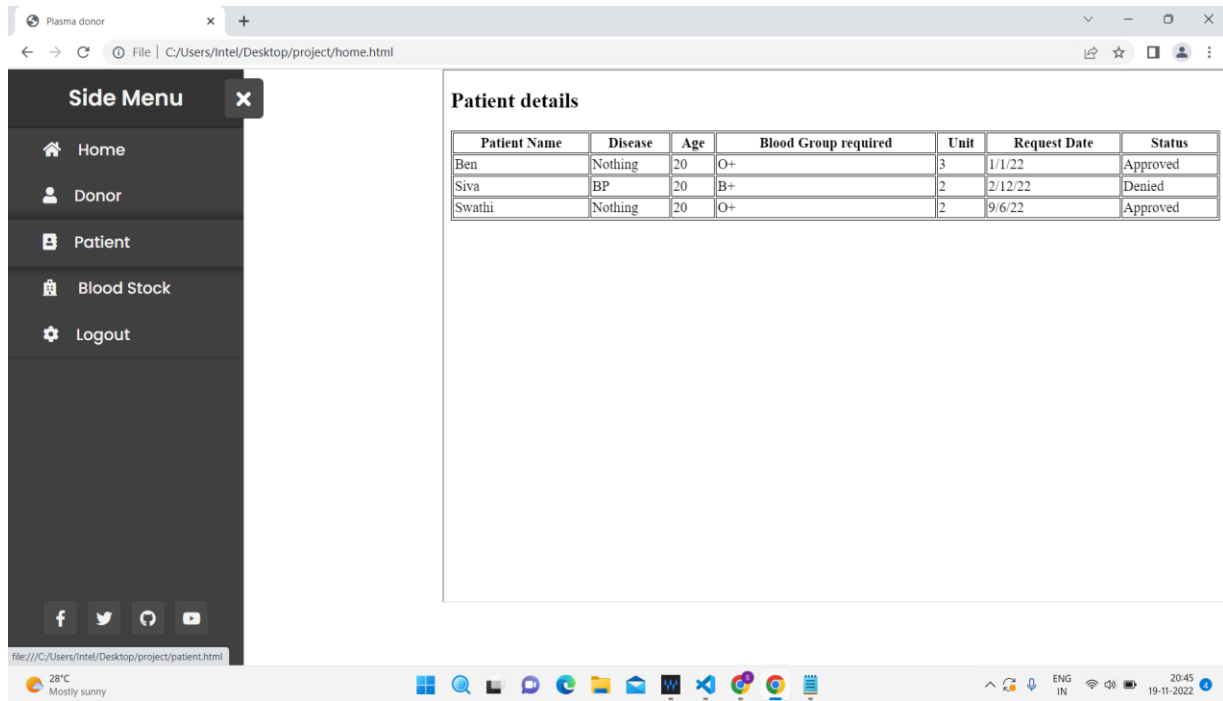 Plasma donor
File | C:/Users/Intel/Desktop/project/home.html
Side Menu
Home
Donor
Patient
Blood Stock
Logout
Patient details
Patient Name Disease Age Blood Group required Unit Request Date Status
Ben Nothing 20 O+ 3 1/1/22 Approved
Siva BP 20 B+ 2 2/12/22 Denied
Swathi Nothing 20 O+ 2 9/6/22 Approved
file:///C:/Users/Intel/Desktop/project/patient.html
28°C
Mostly sunny
ENG
IN
20:45
19-11-2022
4